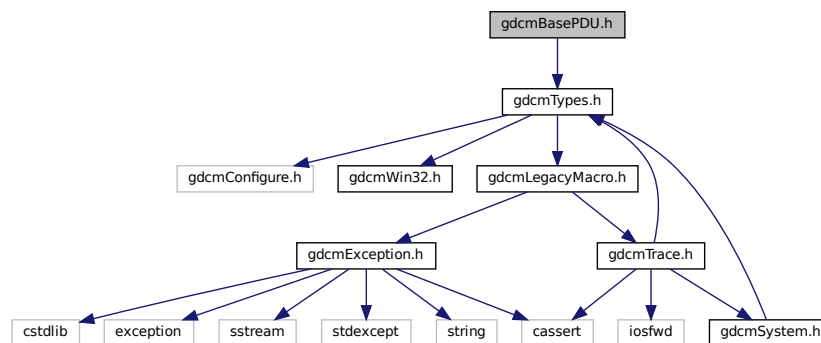 gdcmBasePDU.h
gdcmTypes.h
gdcmConfigure.h
gdcmWin32.h
gdcmLegacyMacro.h
gdcmException.h
gdcmTrace.h
cstdlib
exception
sstream
stdexcept
string
cassert
iosfwd
gdcmSystem.h